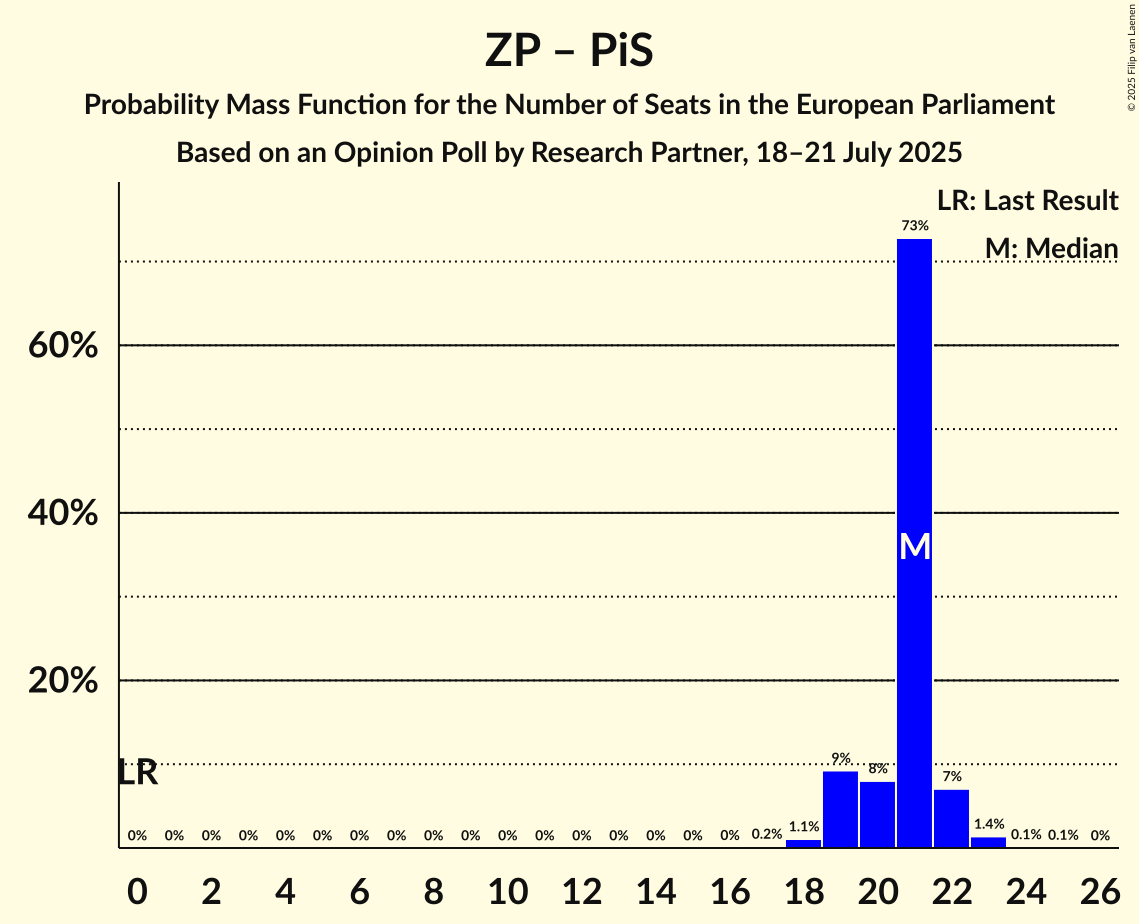 ZP – PiS
Probability Mass Function for the Number of Seats in the European Parliament
Based on an Opinion Poll by Research Partner, 18–21 July 2025
© 2025 Filip van Laenen
LR: Last Result
M: Median
73%
60%
40%
M
20%
LR
9%
8%
7%
0% 0% 0% 0% 0% 0% 0% 0% 0% 0% 0% 0% 0% 0% 0% 0% 0% 0.2% 1.1% 1.4% 0.1% 0.1% 0%
0 2 4 6 8 10 12 14 16 18 20 22 24 26